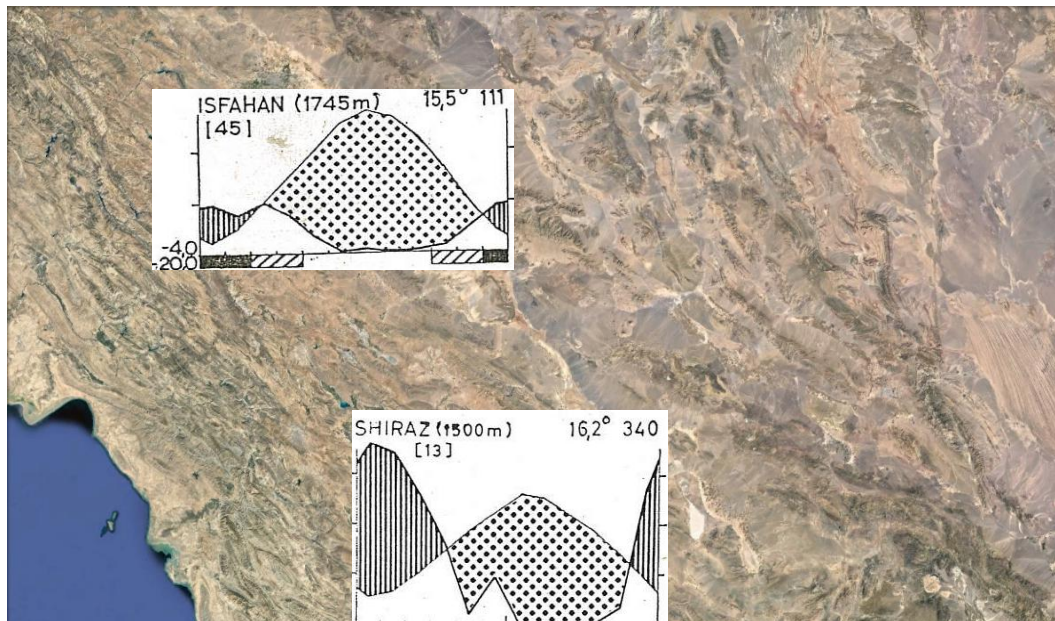 ISFAHAN (1745m) 15,5° 111
[45]
-4,0
-20,0
SHIRAZ (1500m) 16,2° 340
[13]